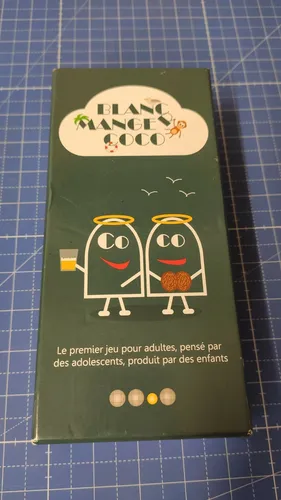 BLANC
MANGER
COCO
CO CO
Le premier jeu pour adultes, pensé par
des adolescents, produit par des enfants